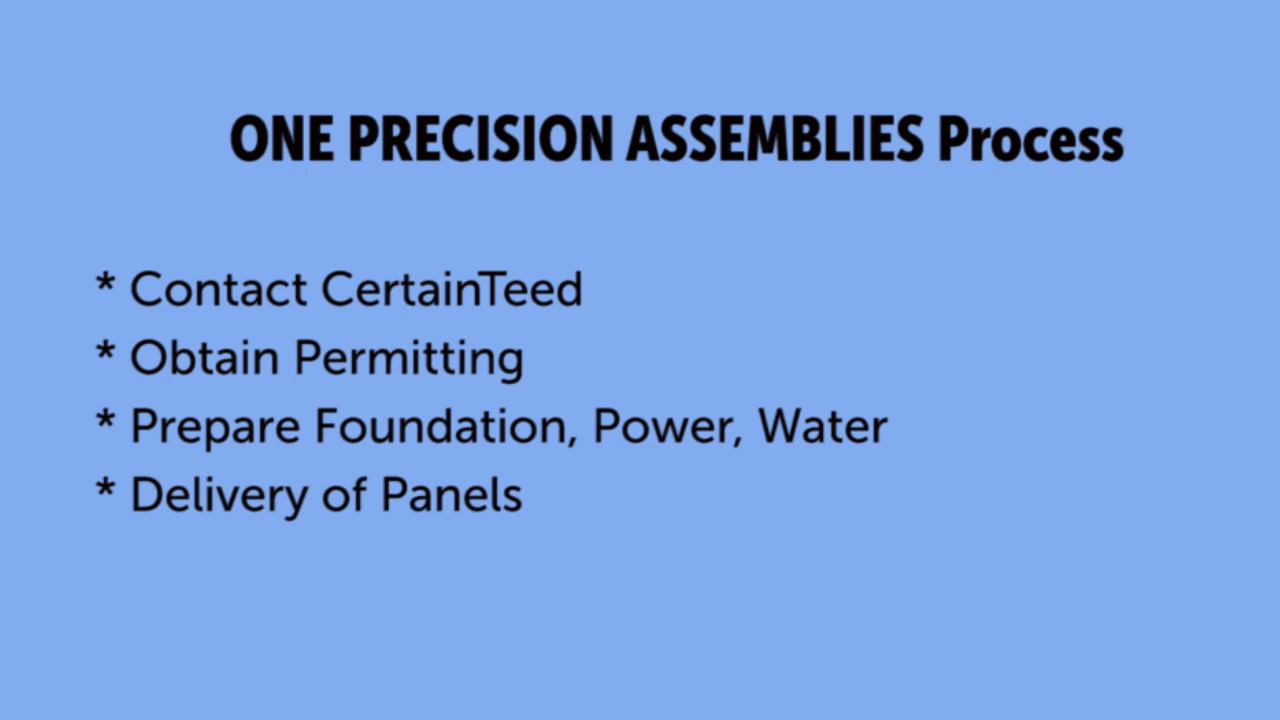 ONE PRECISION ASSEMBLIES Process
* Contact CertainTeed
* Obtain Permitting
* Prepare Foundation, Power, Water
* Delivery of Panels